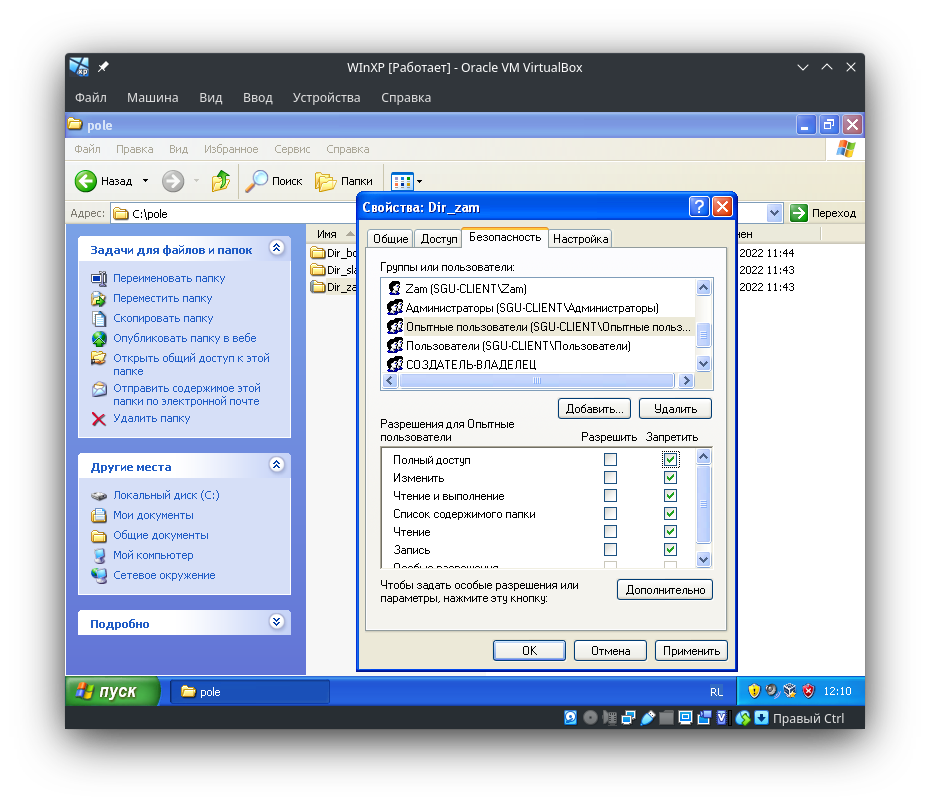 WInXP [Работает] - Oracle VM VirtualBox
Файл Машина Вид Ввод Устройства Справка
pole
Файл Правка Вид Избранное Сервис Справка
Назад Поиск Папки
Адрес: C:\pole Переход
Задачи для файлов и папок
Переименовать папку
Переместить папку
Скопировать папку
Опубликовать папку в вебе
Открыть общий доступ к этой
папке
Отправить содержимое этой
папки по электронной почте
Удалить папку
Другие места
Локальный диск (C:)
Мои документы
Общие документы
Мой компьютер
Сетевое окружение
Подробно
Имя
2022 11:44
2022 11:43
2022 11:43
Свойства: Dir_zam
Общие Доступ Безопасность Настройка
Группы или пользователи:
Zam (SGU-CLIENT\Zam)
Администраторы (SGU-CLIENT\Администраторы)
Опытные пользователи (SGU-CLIENT\Опытные польз...
Пользователи (SGU-CLIENT\Пользователи)
СОЗДАТЕЛЬ-ВЛАДЕЛЕЦ
Добавить... Удалить
Разрешения для Опытные
пользователи Разрешить Запретить
Полный доступ
Изменить
Чтение и выполнение
Список содержимого папки
Чтение
Запись
Особые разрешения
Чтобы задать особые разрешения или
параметры, нажмите эту кнопку:
Дополнительно
OK Отмена Применить
пуск pole RL 12:10
Правый Ctrl